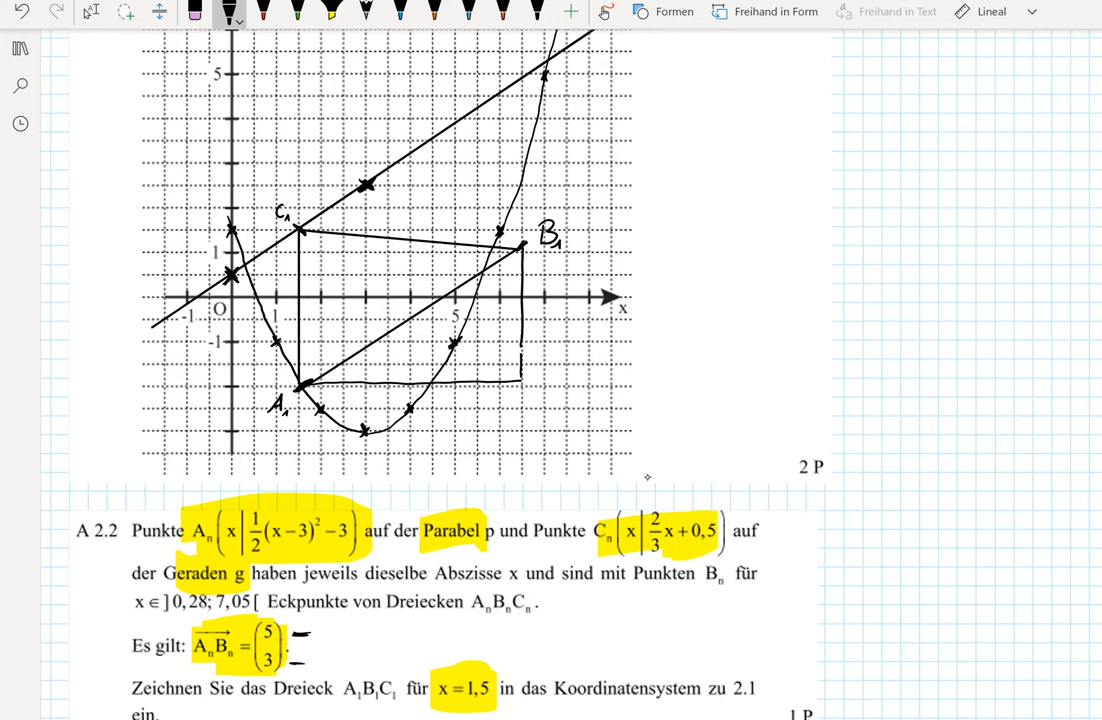 Formen Freihand in Form Freihand in Text Lineal
5
C₁
B₁
1
-1 O 1 5 x
-1
A₁
2 P
A 2.2 Punkte Aₙ(x | 1/2 (x−3)² −3) auf der Parabel p und Punkte Cₙ(x | 2/3 x+0,5) auf
der Geraden g haben jeweils dieselbe Abszisse x und sind mit Punkten Bₙ für
x ∈ ]0,28; 7,05[ Eckpunkte von Dreiecken AₙBₙCₙ.
Es gilt: →AₙBₙ = (5 3).
Zeichnen Sie das Dreieck A₁B₁C₁ für x = 1,5 in das Koordinatensystem zu 2.1
ein. 1 P